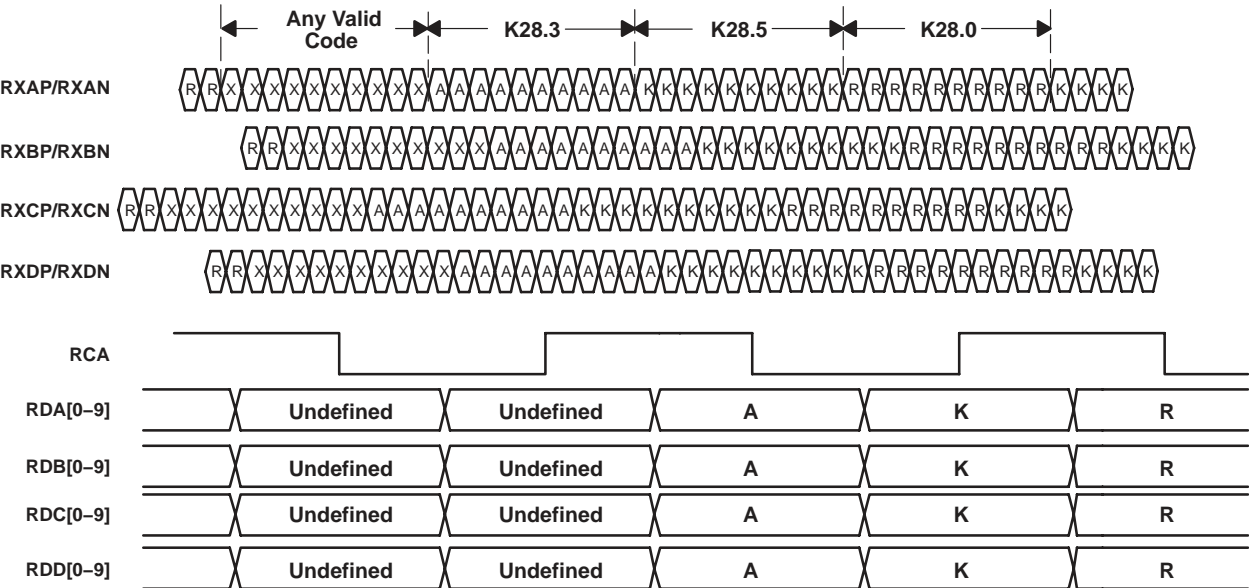 Any Valid Code K28.3 K28.5 K28.0
RXAP/RXAN R R X X X X X X X X X X A A A A A A A A A A K K K K K K K K K K R R R R R R R R R R K K K K
RXBP/RXBN R R X X X X X X X X X X A A A A A A A A A A K K K K K K K K K K R R R R R R R R R R K K K K
RXCP/RXCN R R X X X X X X X X X X A A A A A A A A A A K K K K K K K K K K R R R R R R R R R R K K K K
RXDP/RXDN R R X X X X X X X X X X A A A A A A A A A A K K K K K K K K K K R R R R R R R R R R K K K K
RCA
RDA[0–9] Undefined Undefined A K R
RDB[0–9] Undefined Undefined A K R
RDC[0–9] Undefined Undefined A K R
RDD[0–9] Undefined Undefined A K R